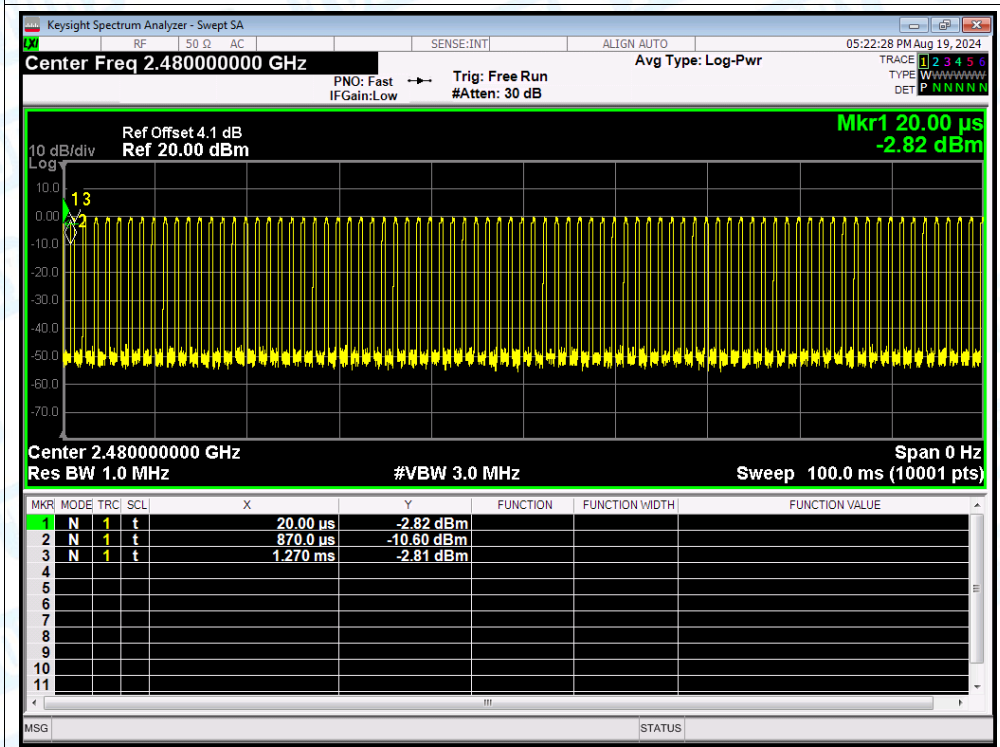 Keysight Spectrum Analyzer - Swept SA
LXI RF 50 Ω AC SENSE:INT ALIGN AUTO 05:22:28 PM Aug 19, 2024
Center Freq 2.480000000 GHz Avg Type: Log-Pwr TRACE 1 2 3 4 5 6
PNO: Fast Trig: Free Run TYPE WWWWWWW
IFGain:Low #Atten: 30 dB DET P N N N N N
Mkr1 20.00 µs
Ref Offset 4.1 dB
10 dB/div Ref 20.00 dBm -2.82 dBm
Log
10.0
1 3
0.00
2
-10.0
-20.0
-30.0
-40.0
-50.0
-60.0
-70.0
Center 2.480000000 GHz Span 0 Hz
Res BW 1.0 MHz #VBW 3.0 MHz Sweep 100.0 ms (10001 pts)
MKR MODE TRC SCL X Y FUNCTION FUNCTION WIDTH FUNCTION VALUE
1 N 1 t 20.00 µs -2.82 dBm
2 N 1 t 870.0 µs -10.60 dBm
3 N 1 t 1.270 ms -2.81 dBm
4
5
6
7
8
9
10
11
MSG STATUS